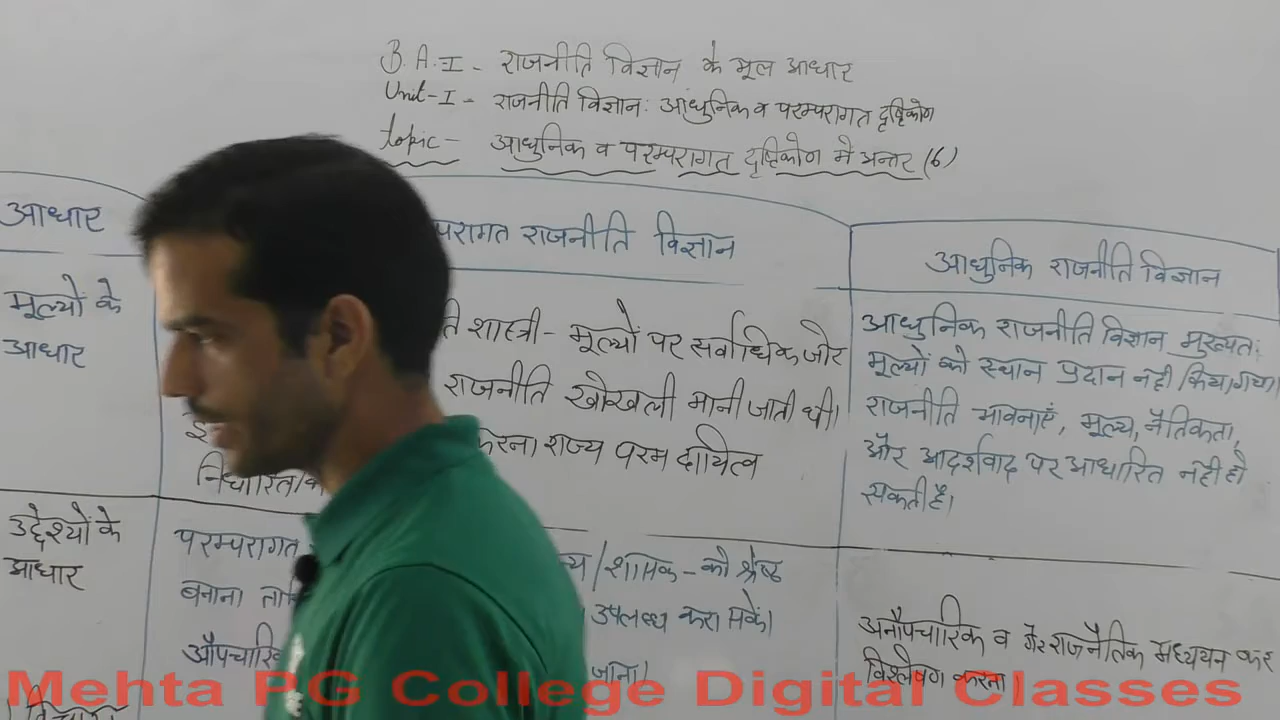 B.A.I - राजनीति विज्ञान के मूल आधार
Unit-I - राजनीति विज्ञान: आधुनिक व परम्परागत दृष्टिकोण
topic - आधुनिक व परम्परागत दृष्टिकोण में अन्तर (6)
आधार
परागत राजनीति विज्ञान
आधुनिक राजनीति विज्ञान
मूल्यों के
आधार
शास्त्री - मूल्यों पर सर्वाधिक जोर
राजनीति खोखली मानी जाती थी।
करना राज्य परम दायित्व
निर्धारित
आधुनिक राजनीति विज्ञान मुख्यत:
मूल्यों को स्थान प्रदान नही किया गया।
राजनीति भावनाएं, मूल्य, नैतिकता,
और आदर्शवाद पर आधारित नही हो
सकती है।
उद्देश्यों के
आधार
परम्परागत
/शासक - को श्रेष्ठ
बनाना
उपलब्ध करा सकें।
जाना।
अनौपचारिक व गैर राजनैतिक अध्ययन कर
विश्लेषण करना।
Mehta PG College Digital Classes